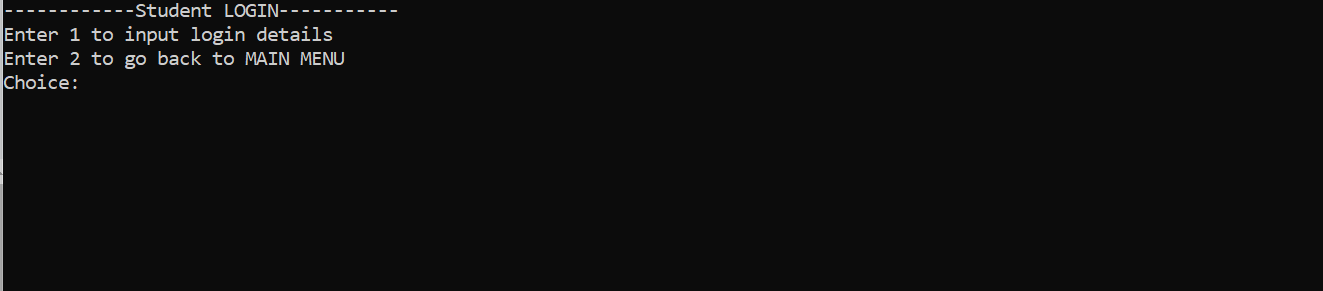 ------------Student LOGIN-----------
Enter 1 to input login details
Enter 2 to go back to MAIN MENU
Choice: